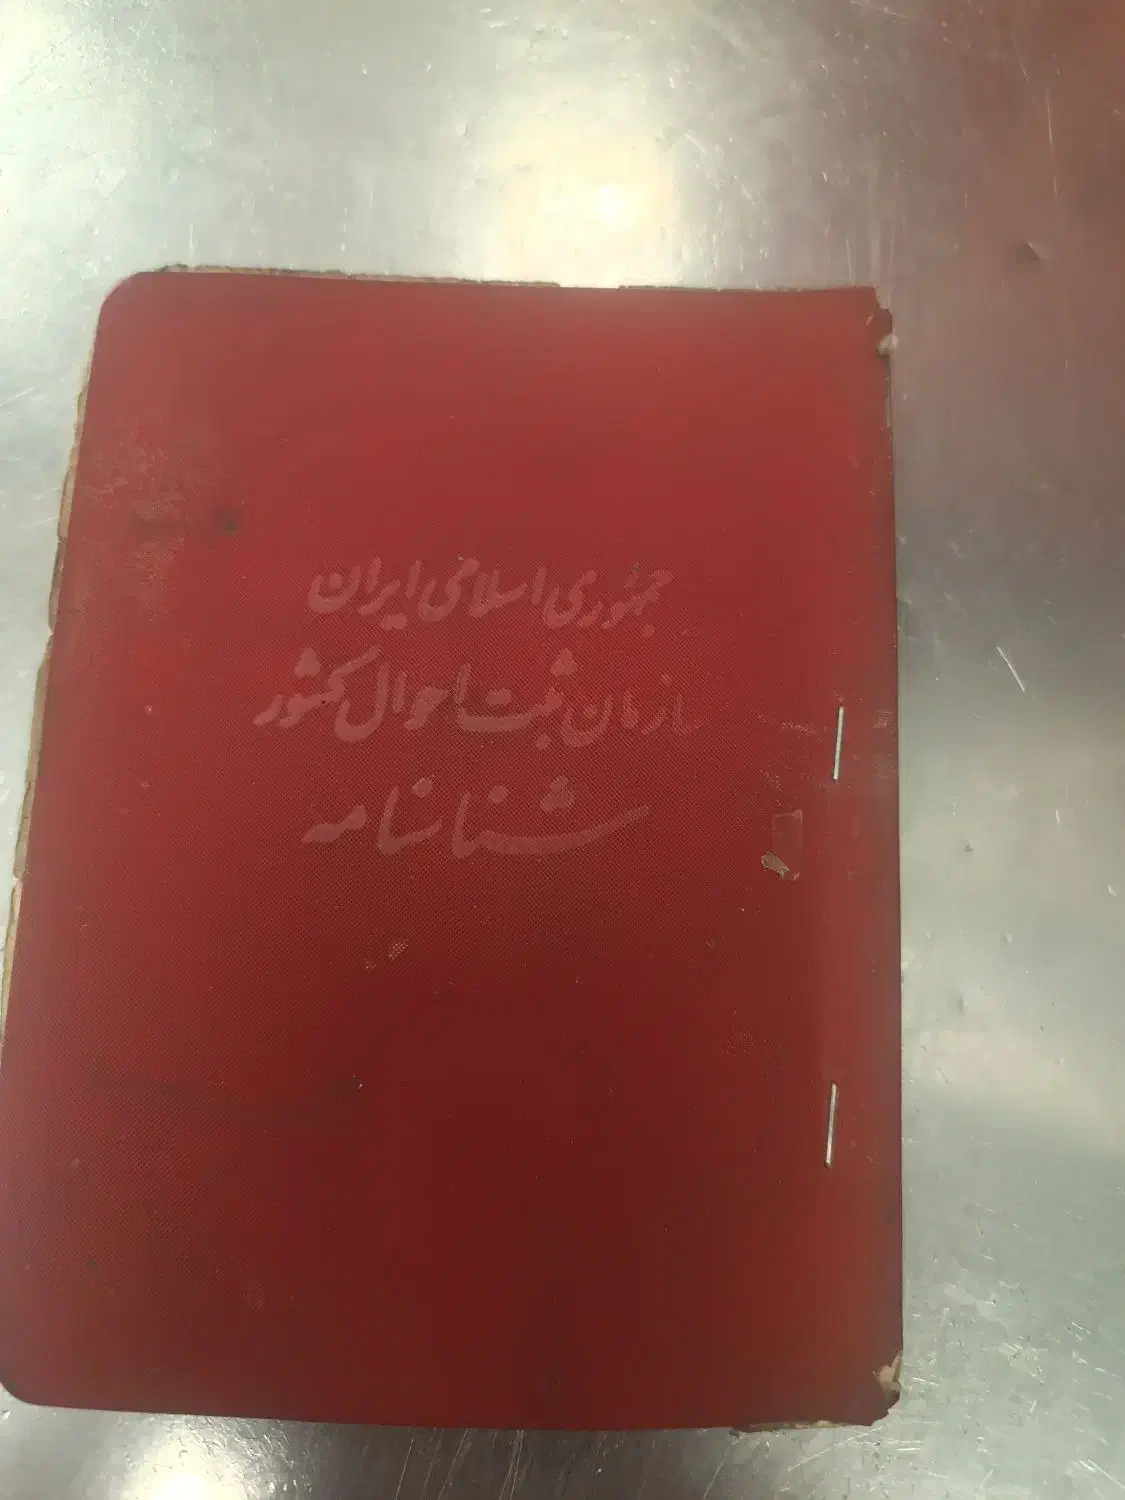 جمهوری اسلامی ایران
سازمان ثبت احوال کشور
شناسنامه